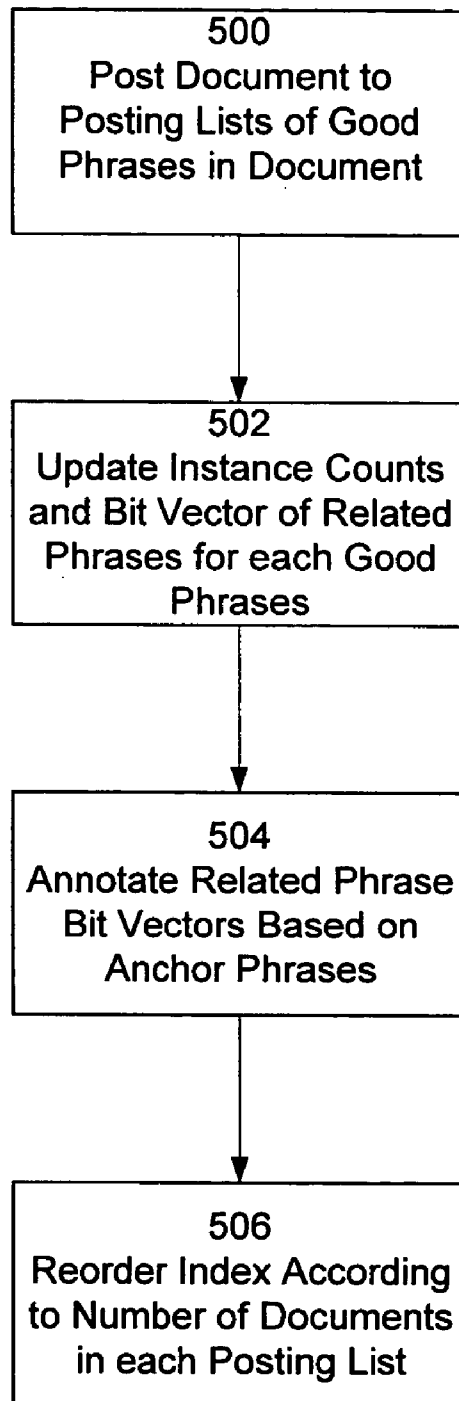 500
Post Document to
Posting Lists of Good
Phrases in Document
502
Update Instance Counts
and Bit Vector of Related
Phrases for each Good
Phrases
504
Annotate Related Phrase
Bit Vectors Based on
Anchor Phrases
506
Reorder Index According
to Number of Documents
in each Posting List